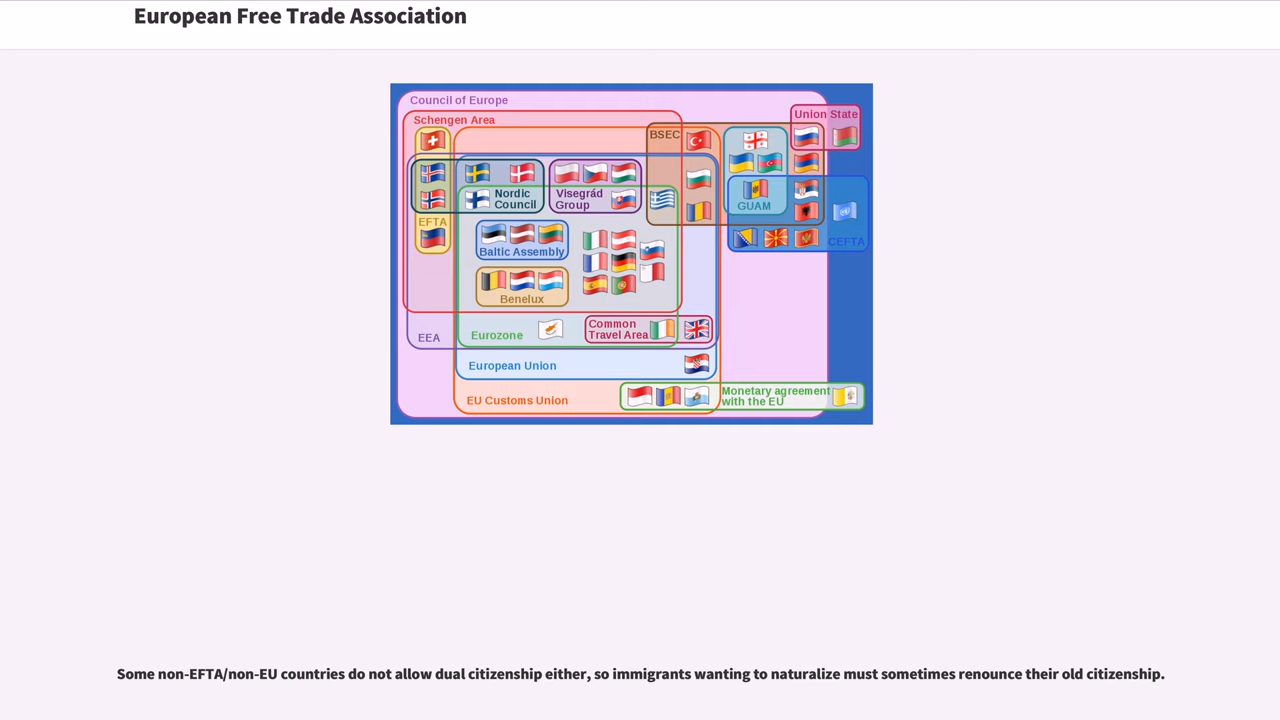 European Free Trade Association
Council of Europe
Schengen Area
Union State
BSEC
Nordic
Council
Visegrád
Group
GUAM
EFTA
CEFTA
Baltic Assembly
Benelux
Common
Travel Area
EEA
Eurozone
European Union
EU Customs Union
Monetary agreement
with the EU
Some non-EFTA/non-EU countries do not allow dual citizenship either, so immigrants wanting to naturalize must sometimes renounce their old citizenship.